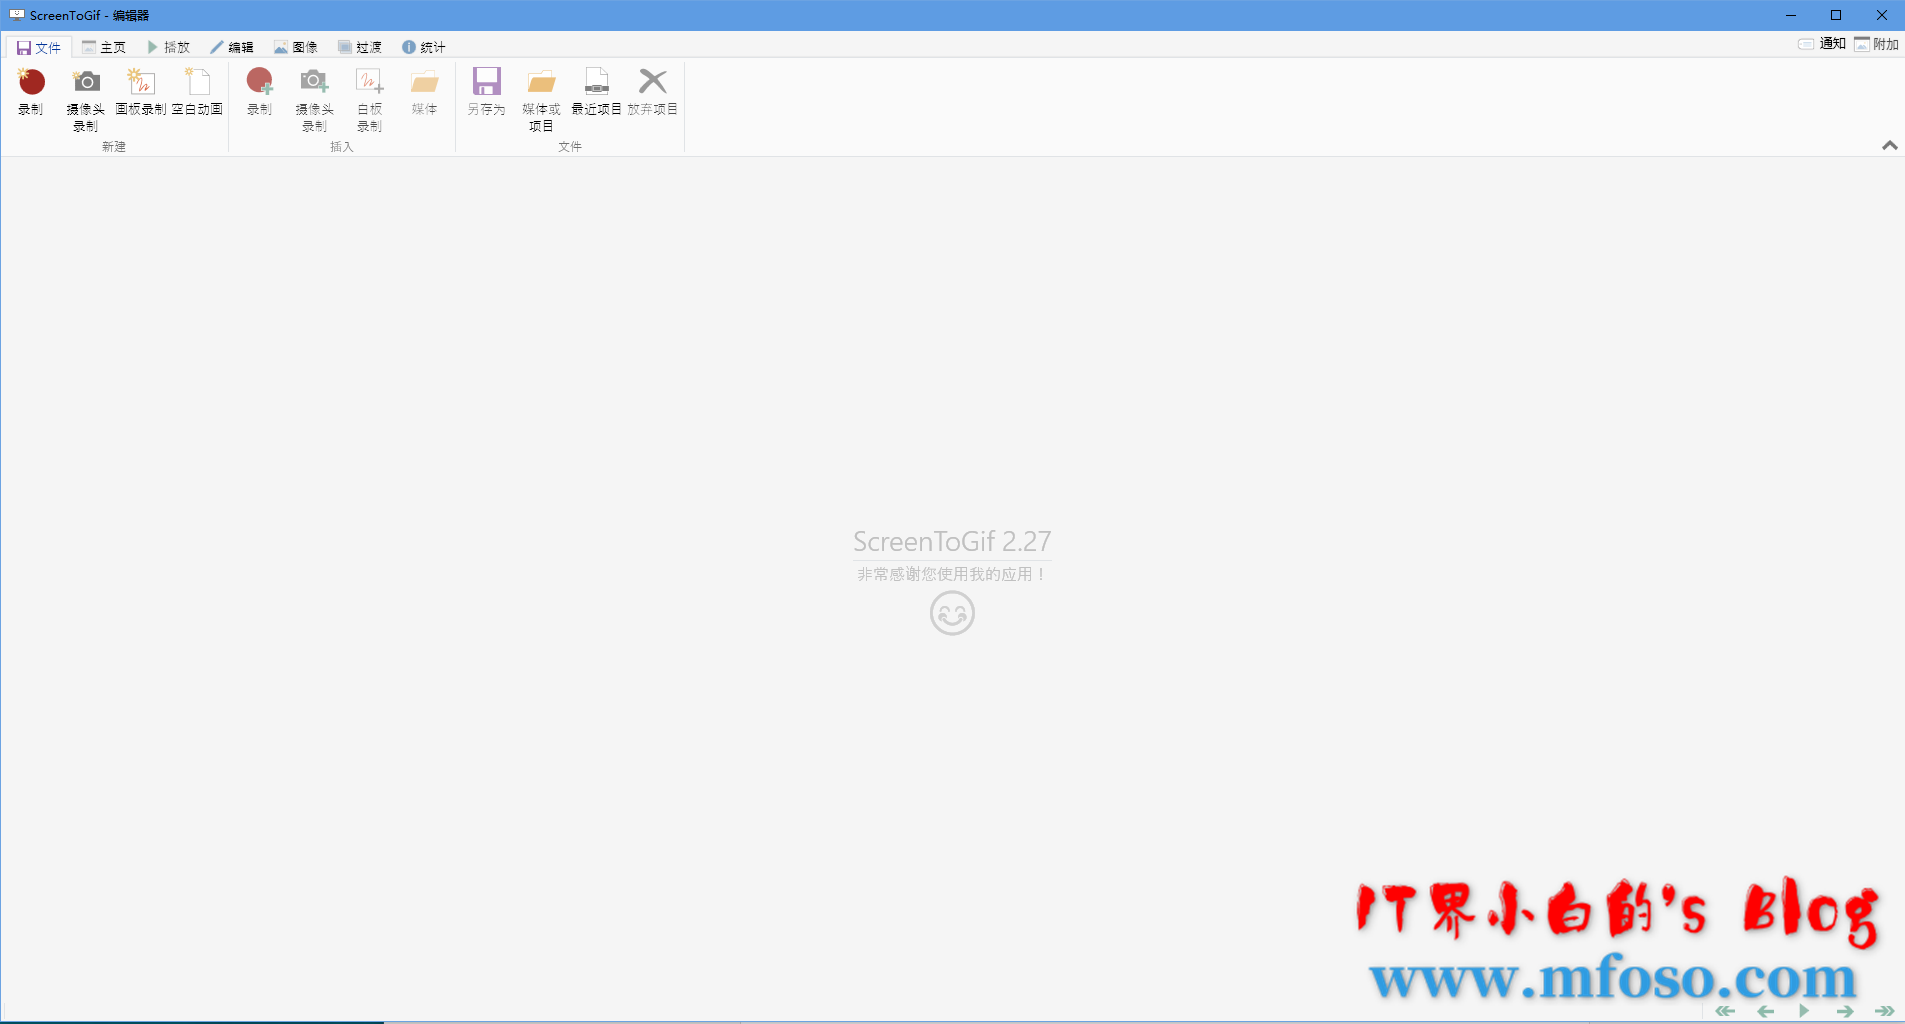 ScreenToGif - 编辑器
文件 主页 播放 编辑 图像 过渡 统计 通知 附加
录制 摄像头 画板录制 空白动画 录制 摄像头 白板 媒体 另存为 媒体或 最近项目 放弃项目
录制 录制 录制 项目
新建 插入 文件
ScreenToGif 2.27
非常感谢您使用我的应用！
IT界小白的's Blog
www.mfoso.com